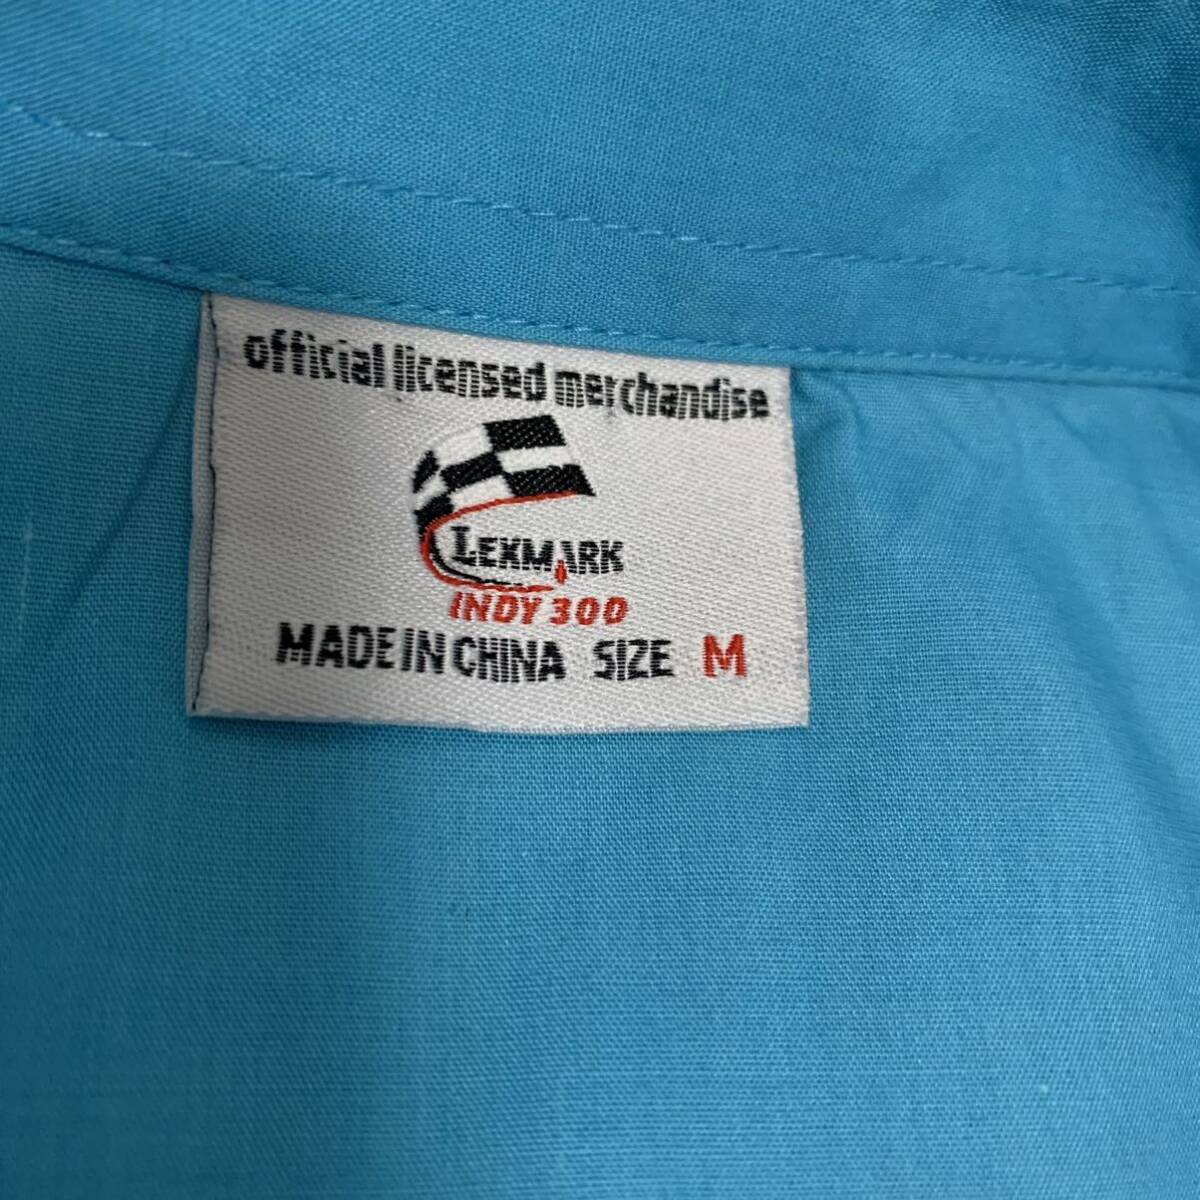 official licensed merchandise
LEXMARK
INDY 300
MADE IN CHINA SIZE M